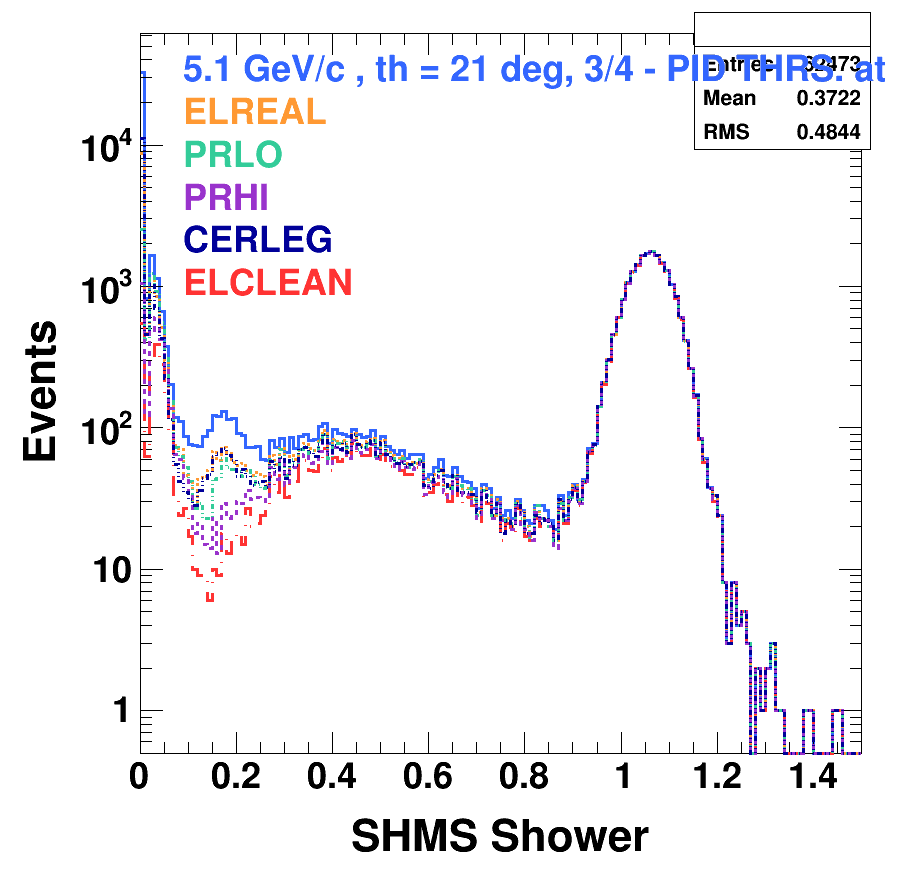 5.1 GeV/c , th = 21 deg, 3/4 - PID THRS. at
Entries 62473
Mean 0.3722
RMS 0.4844
ELREAL
PRLO
PRHI
CERLEG
ELCLEAN
Events
10⁴
10³
10²
10
1
0 0.2 0.4 0.6 0.8 1 1.2 1.4
SHMS Shower